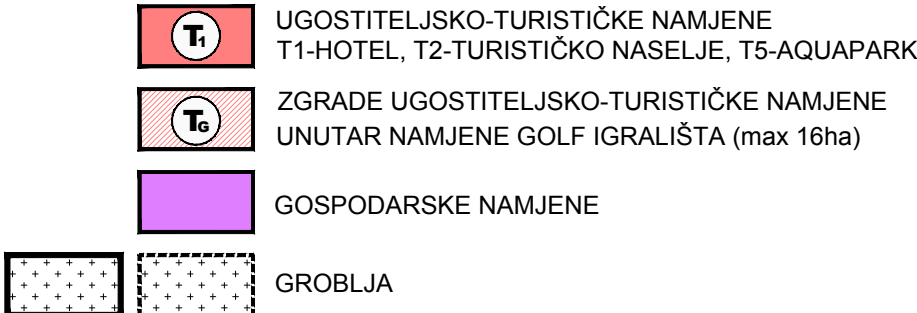 T1
UGOSTITELJSKO-TURISTIČKE NAMJENE
T1-HOTEL, T2-TURISTIČKO NASELJE, T5-AQUAPARK
TG
ZGRADE UGOSTITELJSKO-TURISTIČKE NAMJENE
UNUTAR NAMJENE GOLF IGRALIŠTA (max 16ha)
GOSPODARSKE NAMJENE
GROBLJA